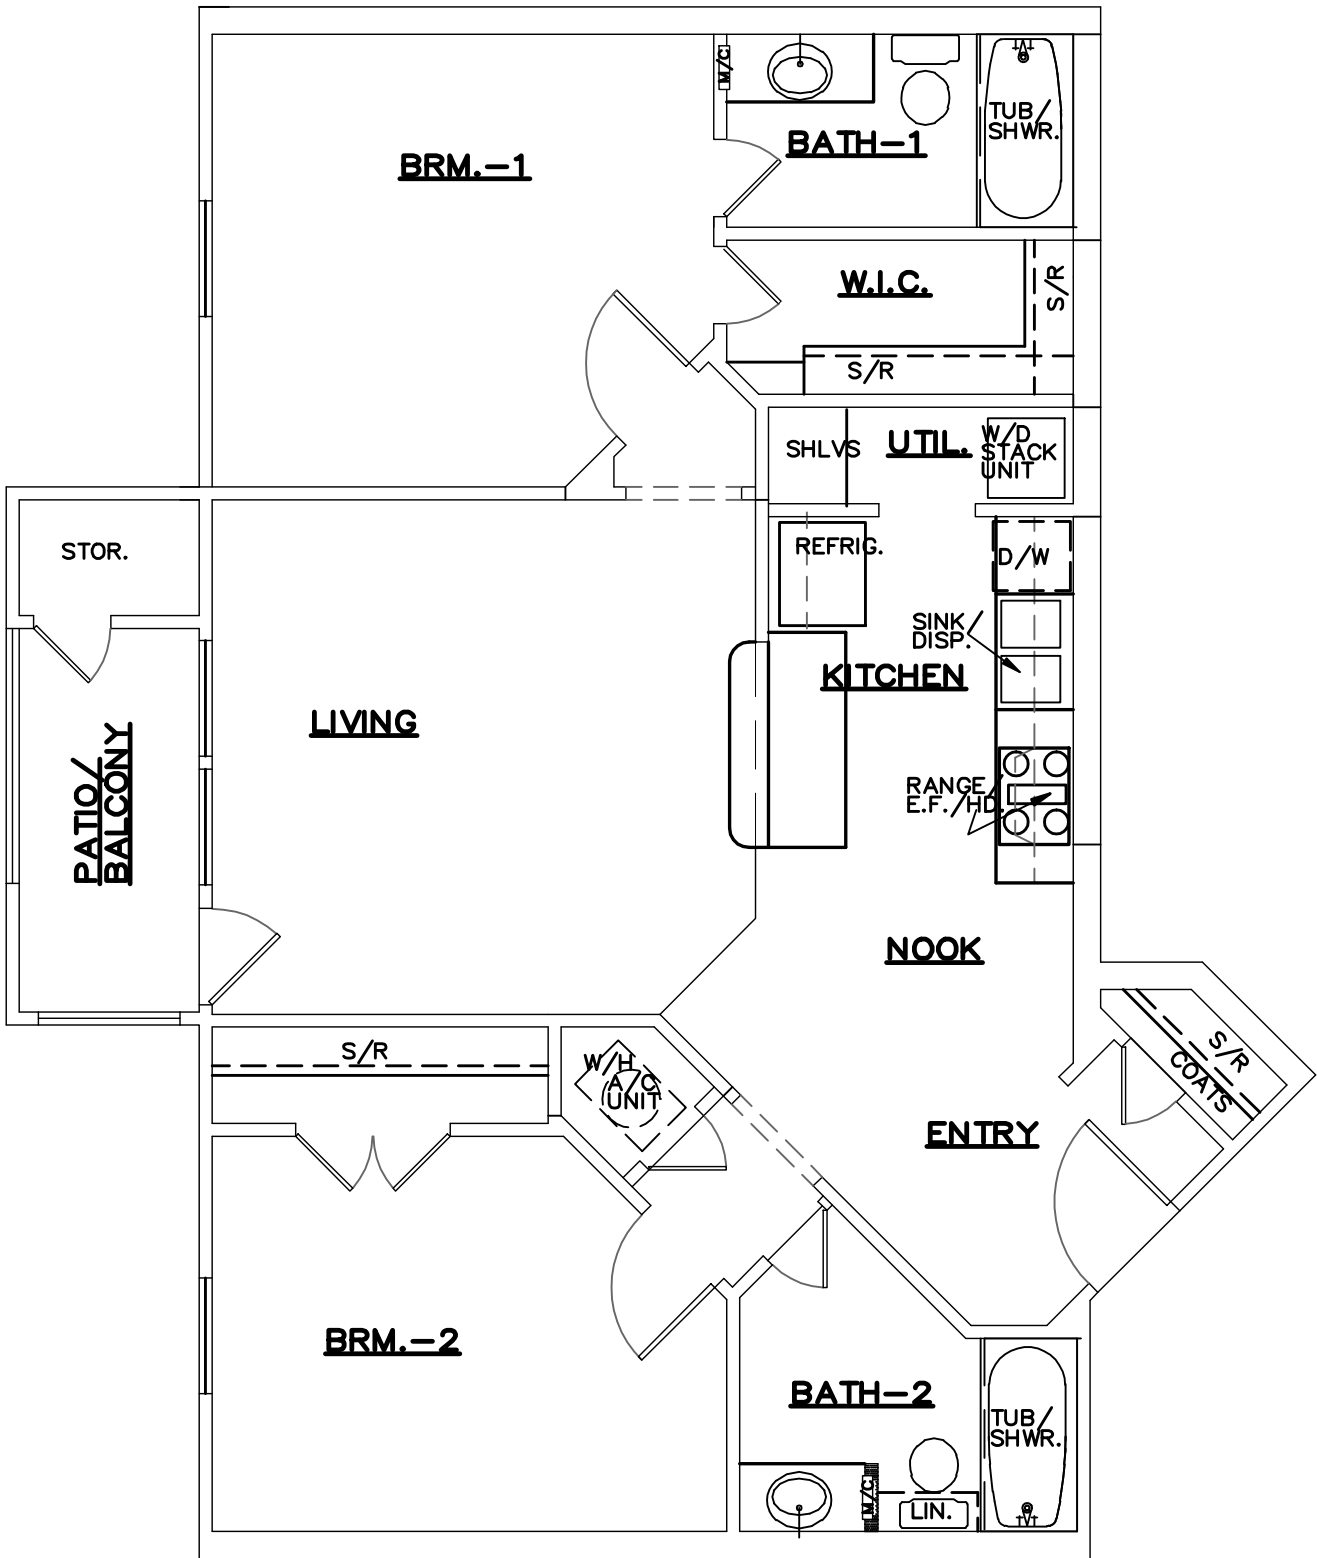 M/C
TUB/
SHWR.
BATH-1
BRM.-1
W.I.C.
S/R
S/R
SHLVS
UTIL.
W/D
STACK
UNIT
STOR.
REFRIG.
D/W
SINK/
DISP.
KITCHEN
LIVING
PATIO/
BALCONY
RANGE/
E.F./HD.
NOOK
S/R
W/H
A/C
UNIT
S/R
COATS
ENTRY
BRM.-2
BATH-2
TUB/
SHWR.
M/C
LIN.